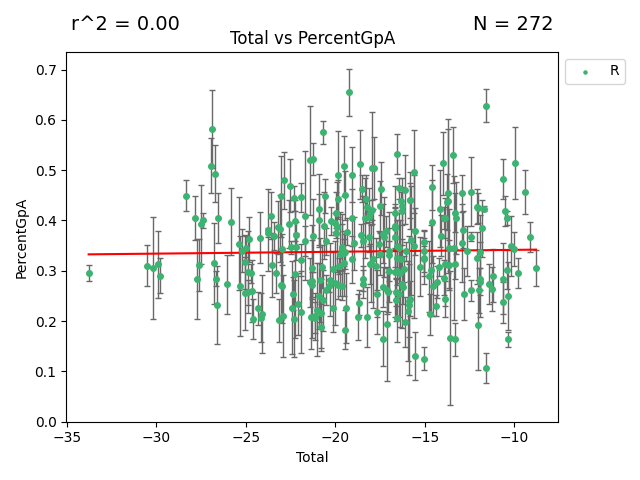 r^2 = 0.00
N = 272
Total vs PercentGpA
R
PercentGpA
0.7
0.6
0.5
0.4
0.3
0.2
0.1
0.0
−35
−30
−25
−20
−15
−10
Total